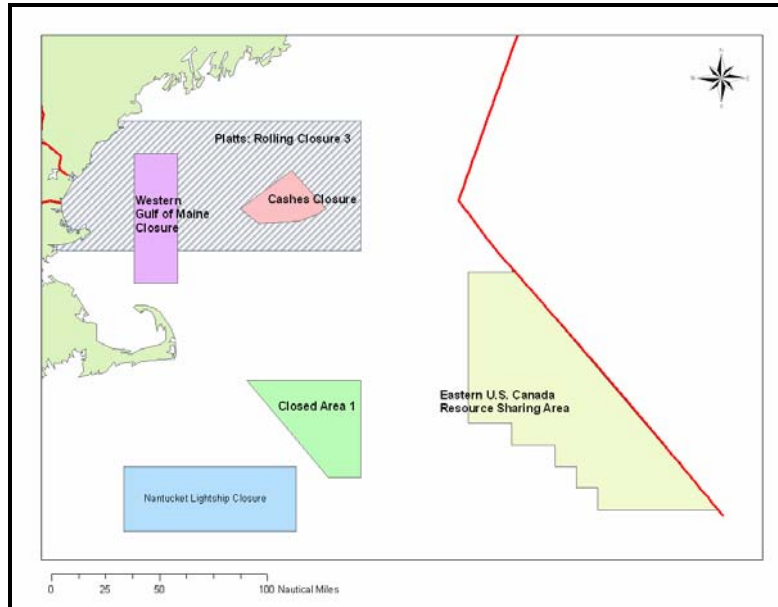 N
W
E
S
Platts: Rolling Closure 3
Western
Gulf of Maine
Closure
Cashes Closure
Eastern U.S. Canada
Resource Sharing Area
Closed Area 1
Nantucket Lightship Closure
0 25 50 100 Nautical Miles